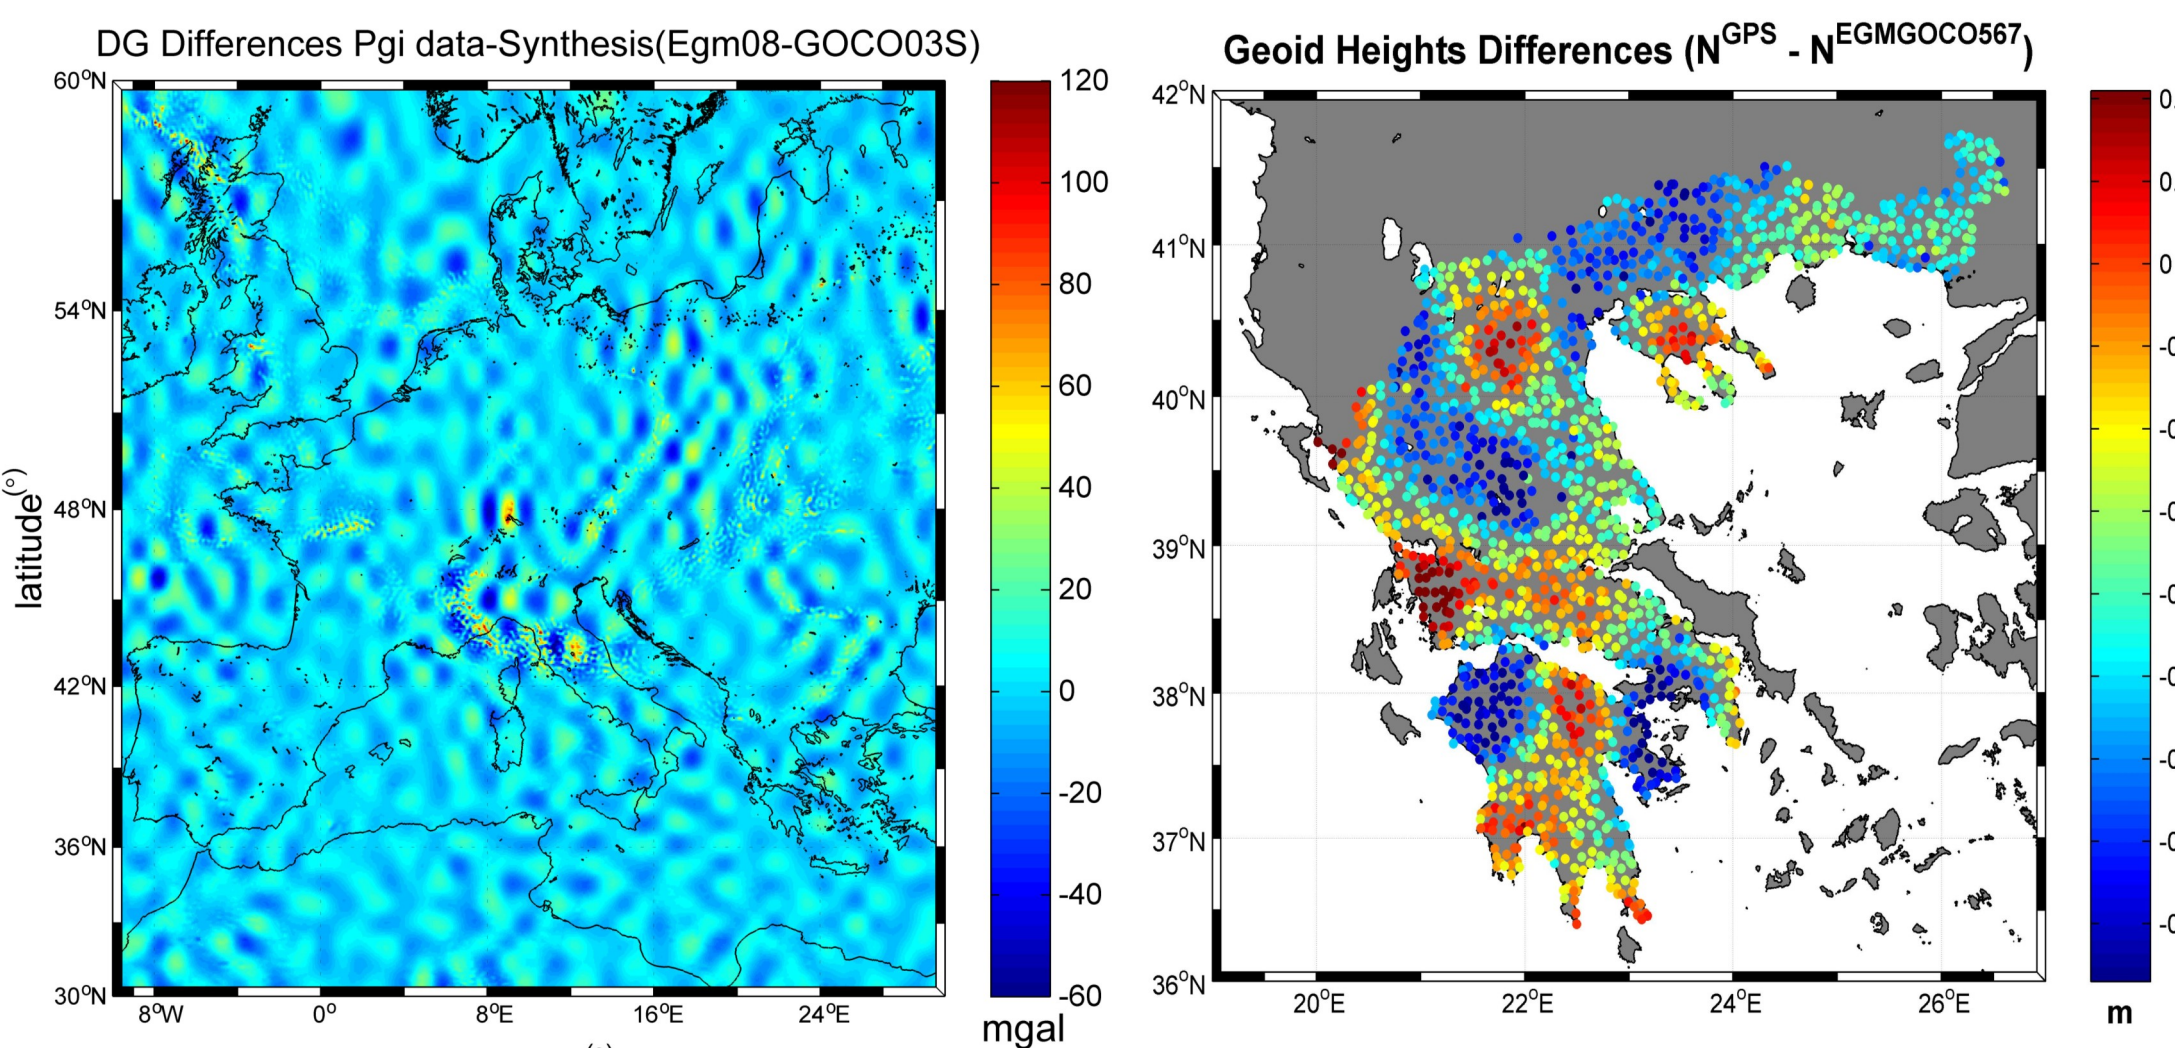 DG Differences Pgi data-Synthesis(Egm08-GOCO03S)
60°N
54°N
48°N
42°N
36°N
30°N
latitude(°)
8°W
0°
8°E
16°E
24°E
120
100
80
60
40
20
0
-20
-40
-60
mgal
Geoid Heights Differences (N^GPS - N^EGMGOCO567)
42°N
41°N
40°N
39°N
38°N
37°N
36°N
20°E
22°E
24°E
26°E
m